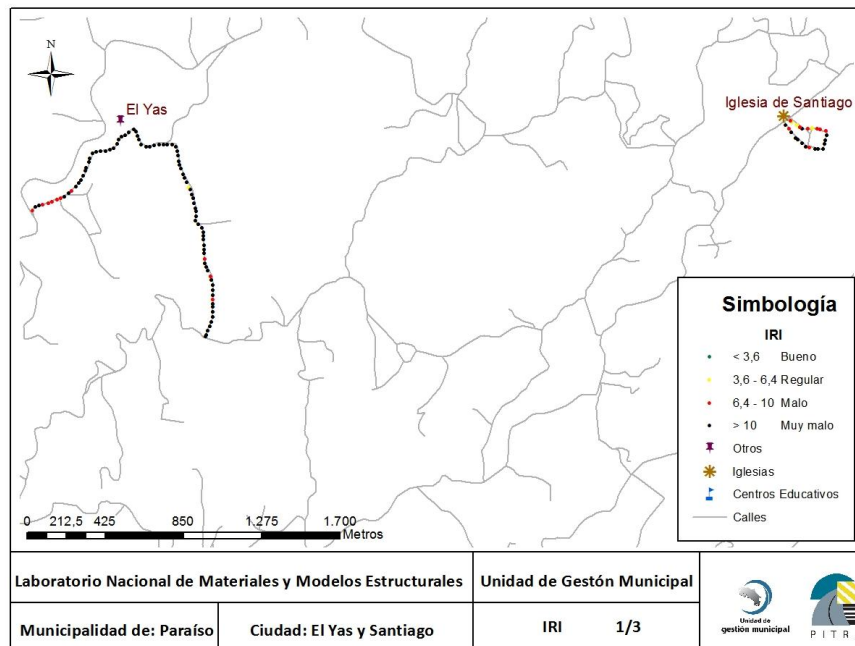 N
El Yas
Iglesia de Santiago
Simbología
IRI
< 3,6 Bueno
3,6 - 6,4 Regular
6,4 - 10 Malo
> 10 Muy malo
Otros
Iglesias
Centros Educativos
Calles
0 212,5 425 850 1.275 1.700
Metros
Laboratorio Nacional de Materiales y Modelos Estructurales
Unidad de Gestón Municipal
Municipalidad de: Paraíso
Ciudad: El Yas y Santiago
IRI 1/3
Unidad de
gestión municipal
PITR